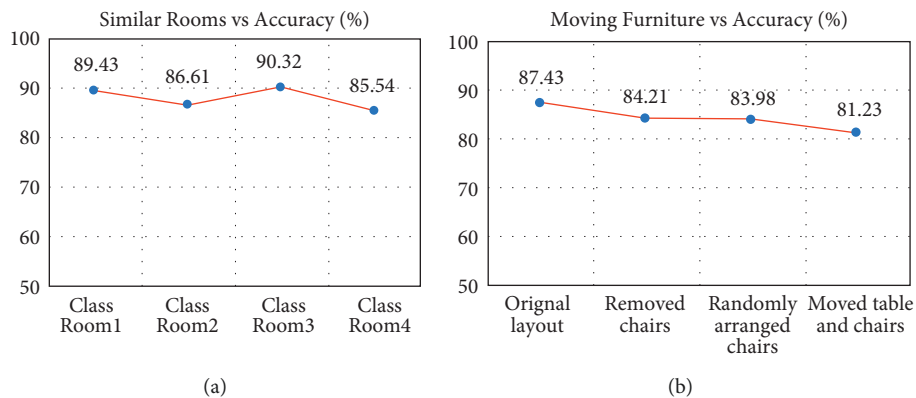 Similar Rooms vs Accuracy (%)
100
90
80
70
60
50
89.43
86.61
90.32
85.54
Class Room1
Class Room2
Class Room3
Class Room4
(a)
Moving Furniture vs Accuracy (%)
100
90
80
70
60
50
87.43
84.21
83.98
81.23
Orignal
layout
Removed
chairs
Randomly
arranged
chairs
Moved table
and chairs
(b)